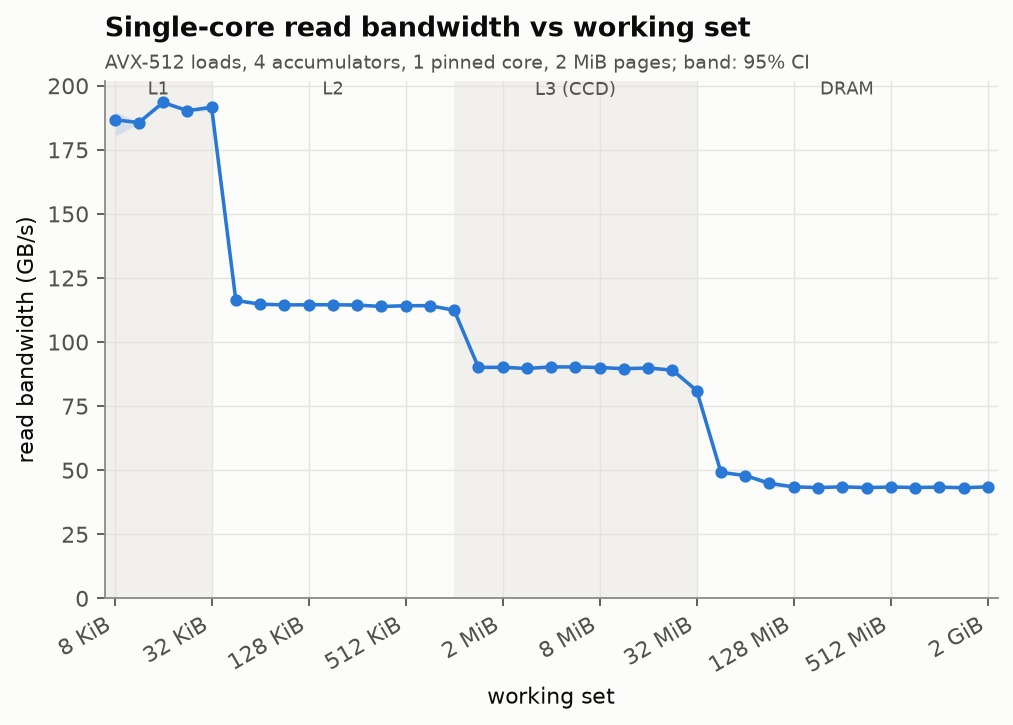 Single-core read bandwidth vs working set
AVX-512 loads, 4 accumulators, 1 pinned core, 2 MiB pages; band: 95% CI
L1 L2 L3 (CCD) DRAM
200
175
150
125
100
75
50
25
0
read bandwidth (GB/s)
8 KiB 32 KiB 128 KiB 512 KiB 2 MiB 8 MiB 32 MiB 128 MiB 512 MiB 2 GiB
working set